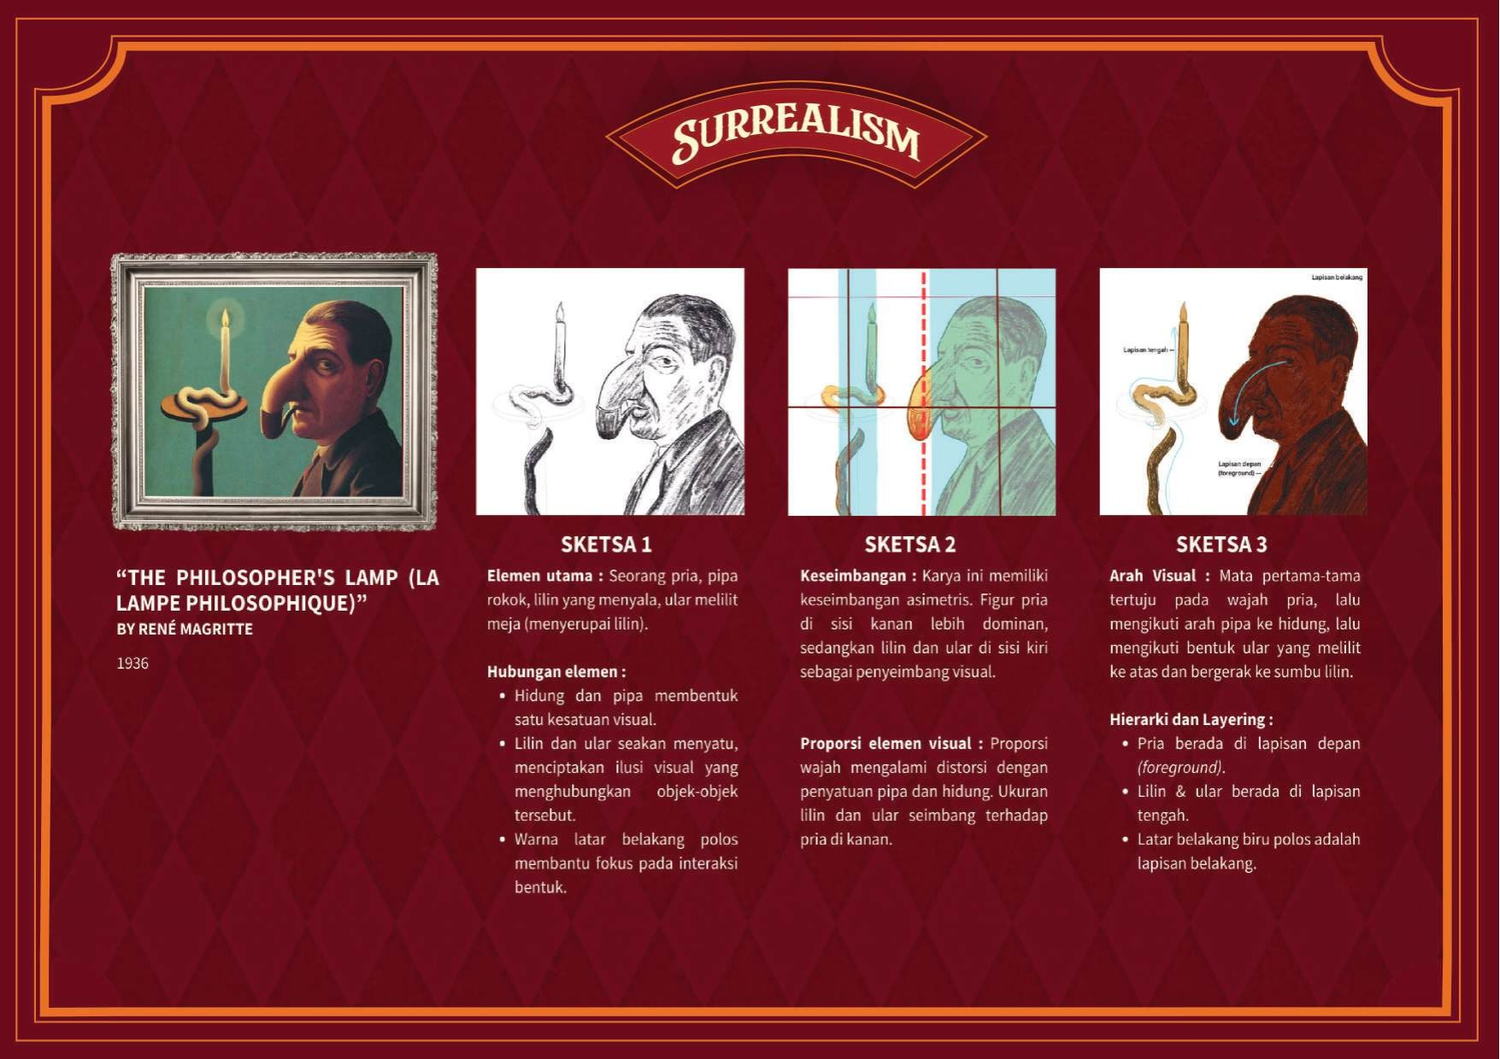 SURREALISM
Lapisan belakang
Lapisan tengah
Lapisan depan
(foreground)
“THE PHILOSOPHER'S LAMP (LA
LAMPE PHILOSOPHIQUE)”
BY RENÉ MAGRITTE
1936
SKETSA 1
Elemen utama : Seorang pria, pipa
rokok, lilin yang menyala, ular melilit
meja (menyerupai lilin).
Hubungan elemen :
• Hidung dan pipa membentuk
satu kesatuan visual.
• Lilin dan ular seakan menyatu,
menciptakan ilusi visual yang
menghubungkan objek-objek
tersebut.
• Warna latar belakang polos
membantu fokus pada interaksi
bentuk.
SKETSA 2
Keseimbangan : Karya ini memiliki
keseimbangan asimetris. Figur pria
di sisi kanan lebih dominan,
sedangkan lilin dan ular di sisi kiri
sebagai penyeimbang visual.
Proporsi elemen visual : Proporsi
wajah mengalami distorsi dengan
penyatuan pipa dan hidung. Ukuran
lilin dan ular seimbang terhadap
pria di kanan.
SKETSA 3
Arah Visual : Mata pertama-tama
tertuju pada wajah pria, lalu
mengikuti arah pipa ke hidung, lalu
mengikuti bentuk ular yang melilit
ke atas dan bergerak ke sumbu lilin.
Hierarki dan Layering :
• Pria berada di lapisan depan
(foreground).
• Lilin & ular berada di lapisan
tengah.
• Latar belakang biru polos adalah
lapisan belakang.